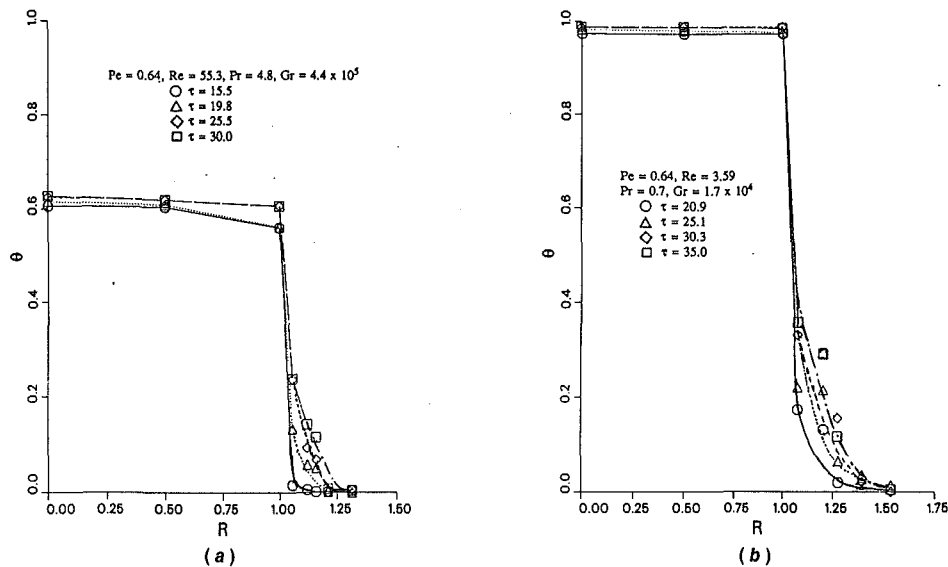 1.0
0.8
0.6
0.4
0.2
0.0
θ
Pe = 0.64, Re = 55.3, Pr = 4.8, Gr = 4.4 x 10⁵
τ = 15.5
τ = 19.8
τ = 25.5
τ = 30.0
0.00 0.25 0.50 0.75 1.00 1.25 1.50
R
(a)
1.0
0.8
0.6
0.4
0.2
0.0
θ
Pe = 0.64, Re = 3.59
Pr = 0.7, Gr = 1.7 x 10⁴
τ = 20.9
τ = 25.1
τ = 30.3
τ = 35.0
0.00 0.25 0.50 0.75 1.00 1.25 1.50 1.75
R
(b)